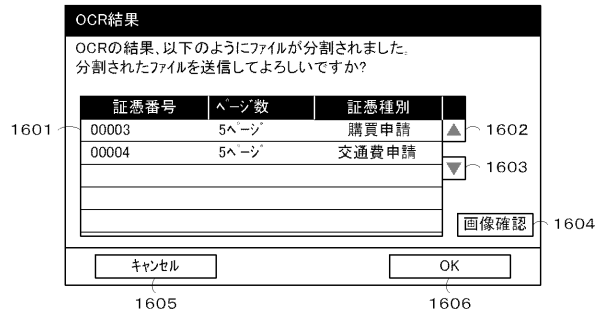 OCR結果
OCRの結果、以下のようにファイルが分割されました。
分割されたファイルを送信してよろしいですか?
証憑番号 ページ数 証憑種別
1601 00003 5ページ 購買申請 ▲ 1602
00004 5ページ 交通費申請
▼ 1603
画像確認 1604
キャンセル OK
1605 1606